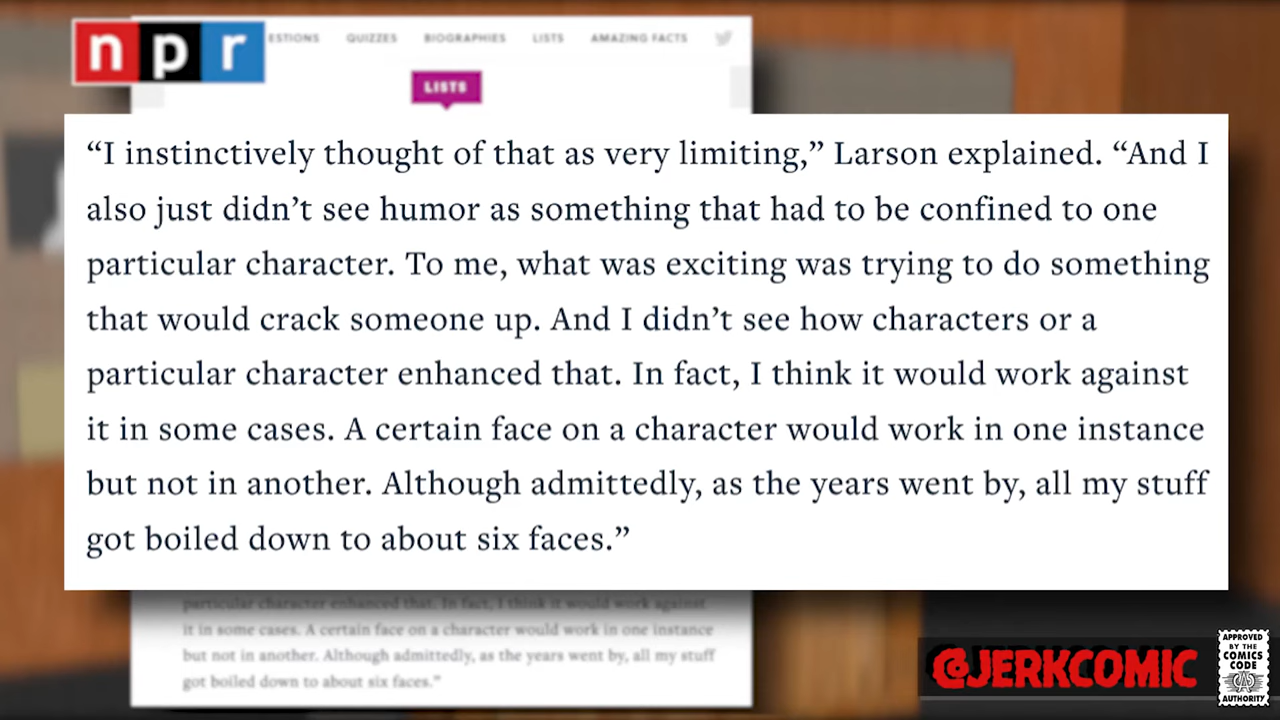 npr
ESTIONS QUIZZES BIOGRAPHIES LISTS AMAZING FACTS
LISTS
“I instinctively thought of that as very limiting,” Larson explained. “And I
also just didn’t see humor as something that had to be confined to one
particular character. To me, what was exciting was trying to do something
that would crack someone up. And I didn’t see how characters or a
particular character enhanced that. In fact, I think it would work against
it in some cases. A certain face on a character would work in one instance
but not in another. Although admittedly, as the years went by, all my stuff
got boiled down to about six faces.”
particular character enhanced that. In fact, I think it would work against
it in some cases. A certain face on a character would work in one instance
but not in another. Although admittedly, as the years went by, all my stuff
got boiled down to about six faces.”
@JERKCOMIC
APPROVED
BY THE
COMICS
CODE
AUTHORITY